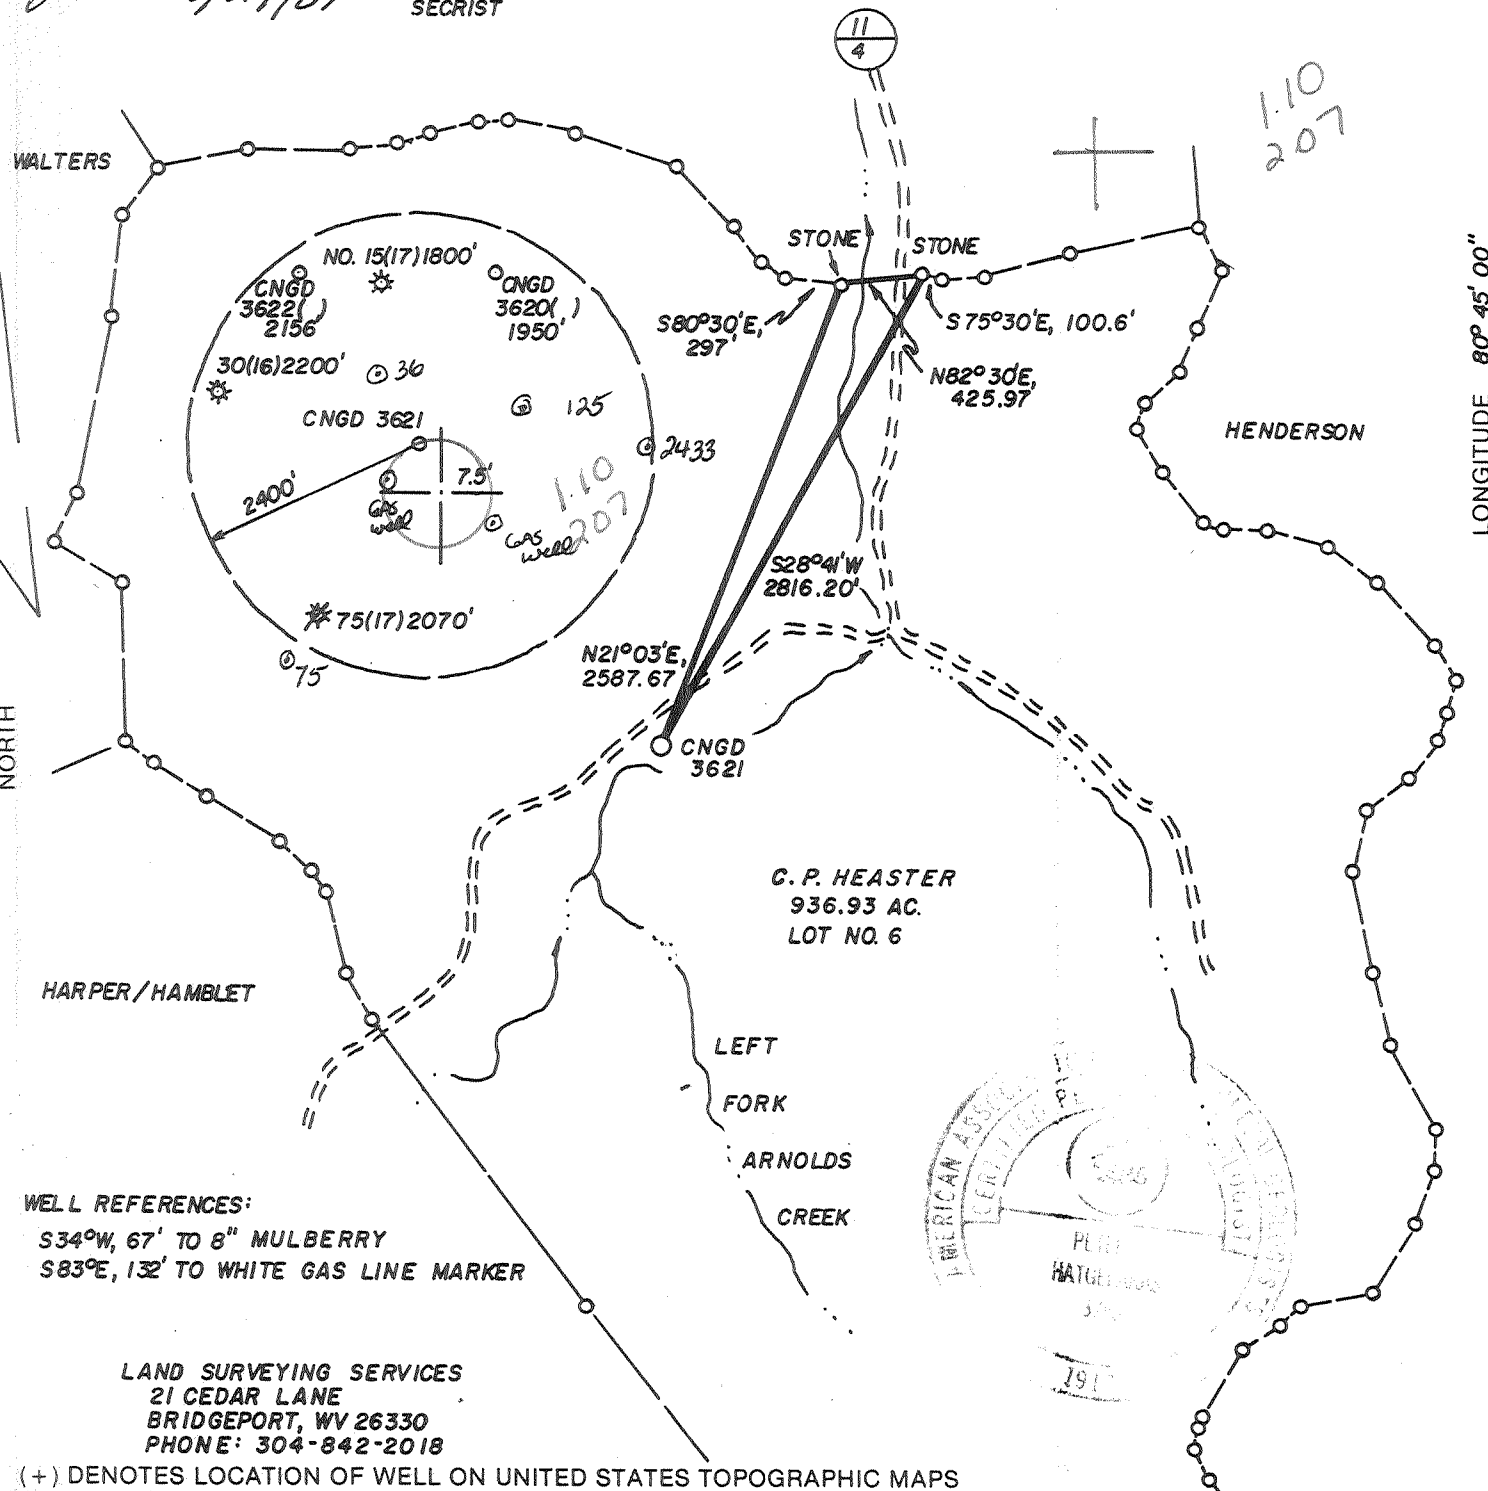 SECRIST
11
4
1.10
207
WALTERS
STONE
STONE
NO. 15(17)1800'
CNGD
3622( )
2156'
CNGD
3620( )
1950'
S80°30'E,
297'
S75°30'E, 100.6'
N82°30'E,
425.97'
30(16)2200'
36
125
CNGD 3621
2433
HENDERSON
LONGITUDE 80° 45' 00"
2400'
7.5'
1.10
207
GAS
well
GAS
well
S28°41'W
2816.20'
75(17)2070'
75
N21°03'E,
2587.67
NORTH
CNGD
3621
C.P. HEASTER
936.93 AC.
LOT NO. 6
HARPER/HAMBLET
LEFT
FORK
ARNOLDS
CREEK
AMERICAN
WELL REFERENCES:
S34°W, 67' TO 8" MULBERRY
S83°E, 132' TO WHITE GAS LINE MARKER
LAND SURVEYING SERVICES
21 CEDAR LANE
BRIDGEPORT, WV 26330
PHONE: 304-842-2018
(+) DENOTES LOCATION OF WELL ON UNITED STATES TOPOGRAPHIC MAPS